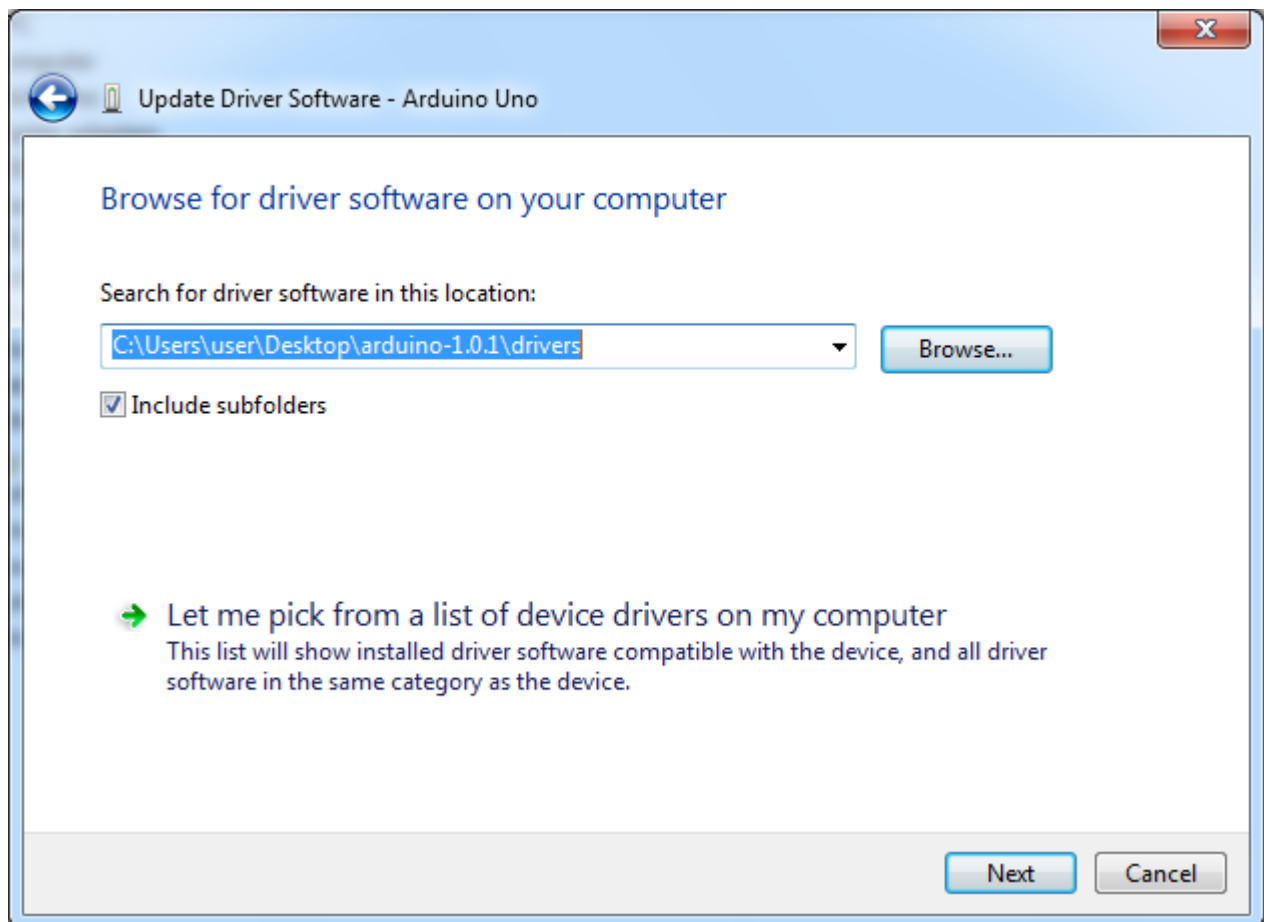 Update Driver Software - Arduino Uno
Browse for driver software on your computer
Search for driver software in this location:
C:\Users\user\Desktop\arduino-1.0.1\drivers
Browse...
Include subfolders
Let me pick from a list of device drivers on my computer
This list will show installed driver software compatible with the device, and all driver
software in the same category as the device.
Next
Cancel